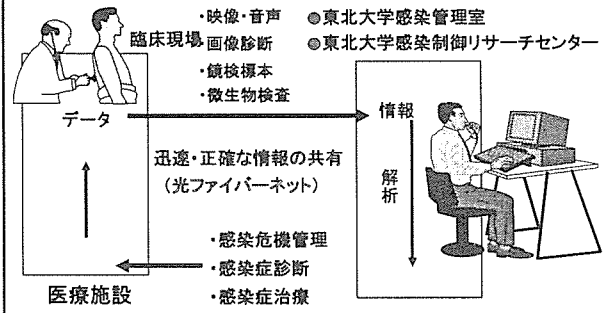 ・映像・音声
・画像診断
・鏡検標本
・微生物検査
●東北大学感染管理室
●東北大学感染制御リサーチセンター
臨床現場
データ
情報
迅速・正確な情報の共有
(光ファイバーネット)
解析
・感染危機管理
・感染症診断
・感染症治療
医療施設